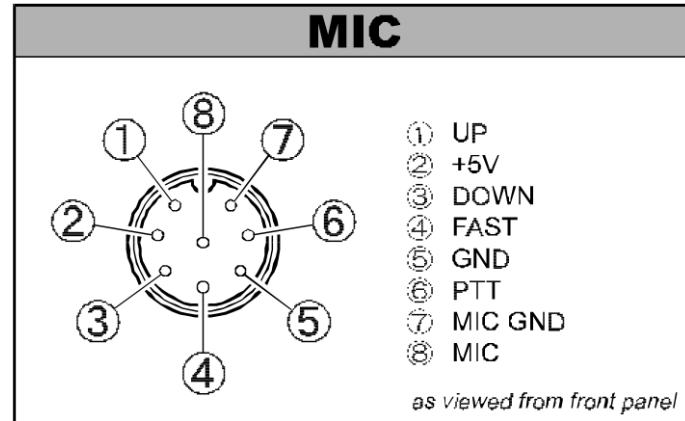 MIC
⑧
① ⑦
② ⑥
③ ⑤
④
① UP
② +5V
③ DOWN
④ FAST
⑤ GND
⑥ PTT
⑦ MIC GND
⑧ MIC
as viewed from front panel